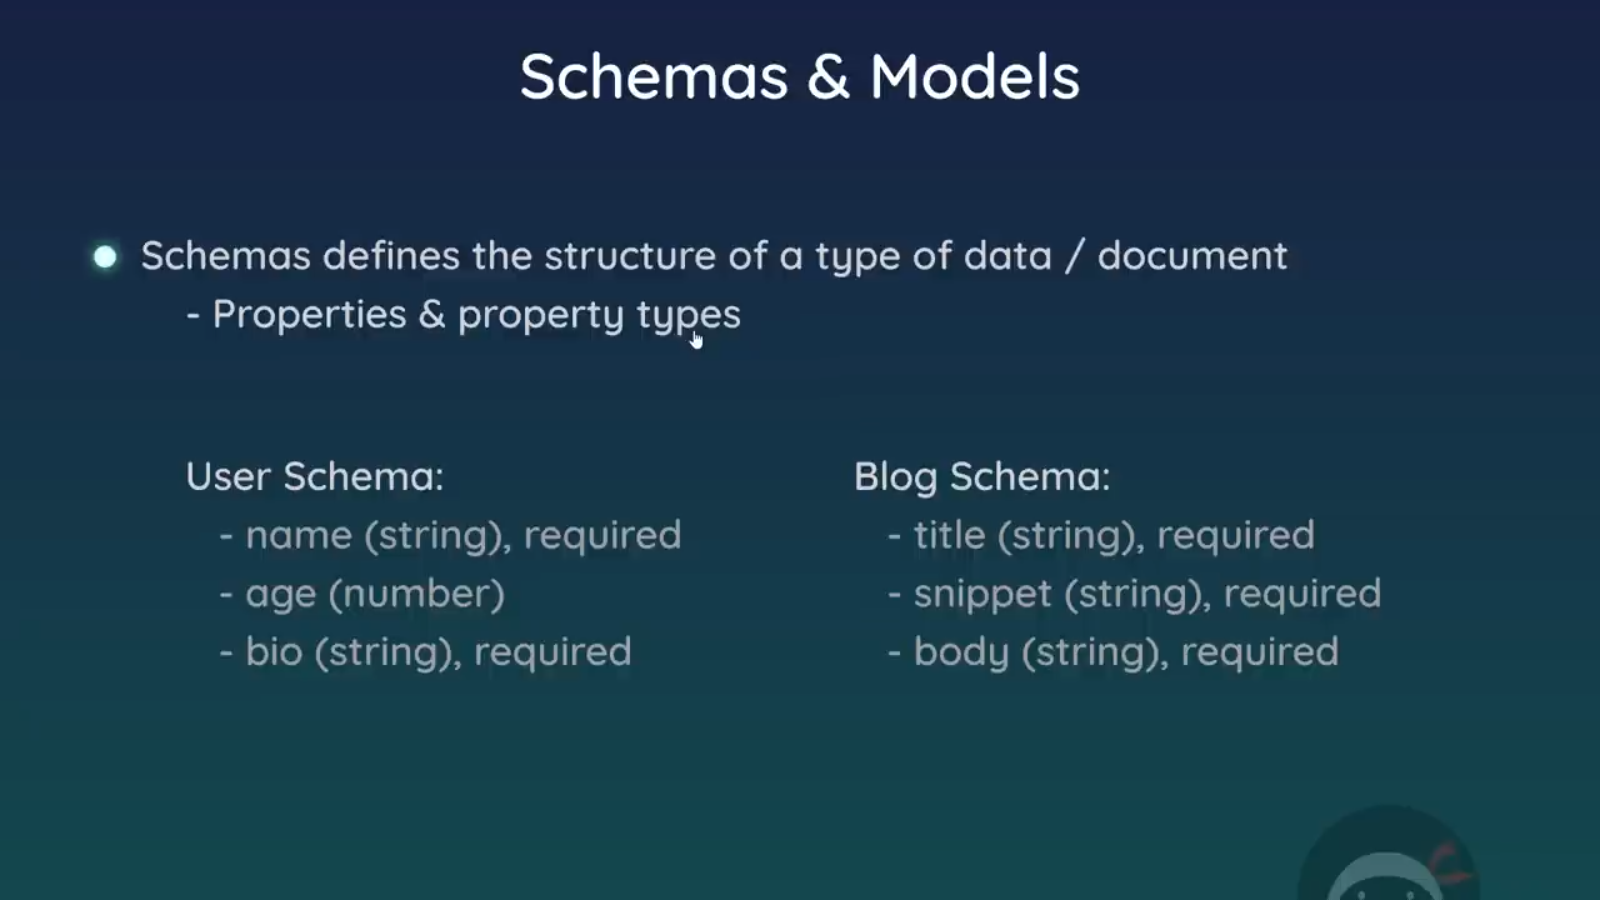 Schemas & Models
Schemas defines the structure of a type of data / document
- Properties & property types
User Schema:
- name (string), required
- age (number)
- bio (string), required
Blog Schema:
- title (string), required
- snippet (string), required
- body (string), required